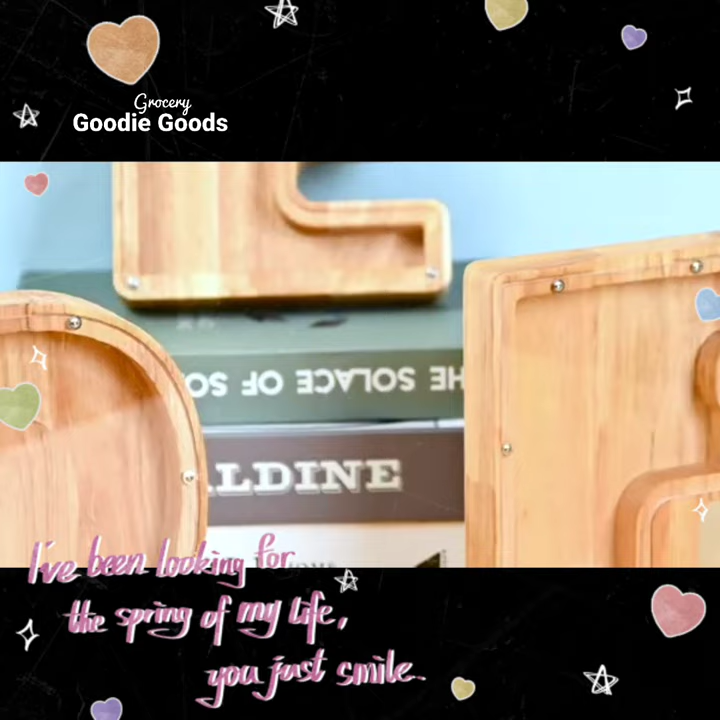 Grocery
Goodie Goods
HE SOLACE OF SO
LDINE
I've been looking for
the spring of my life,
you just smile.